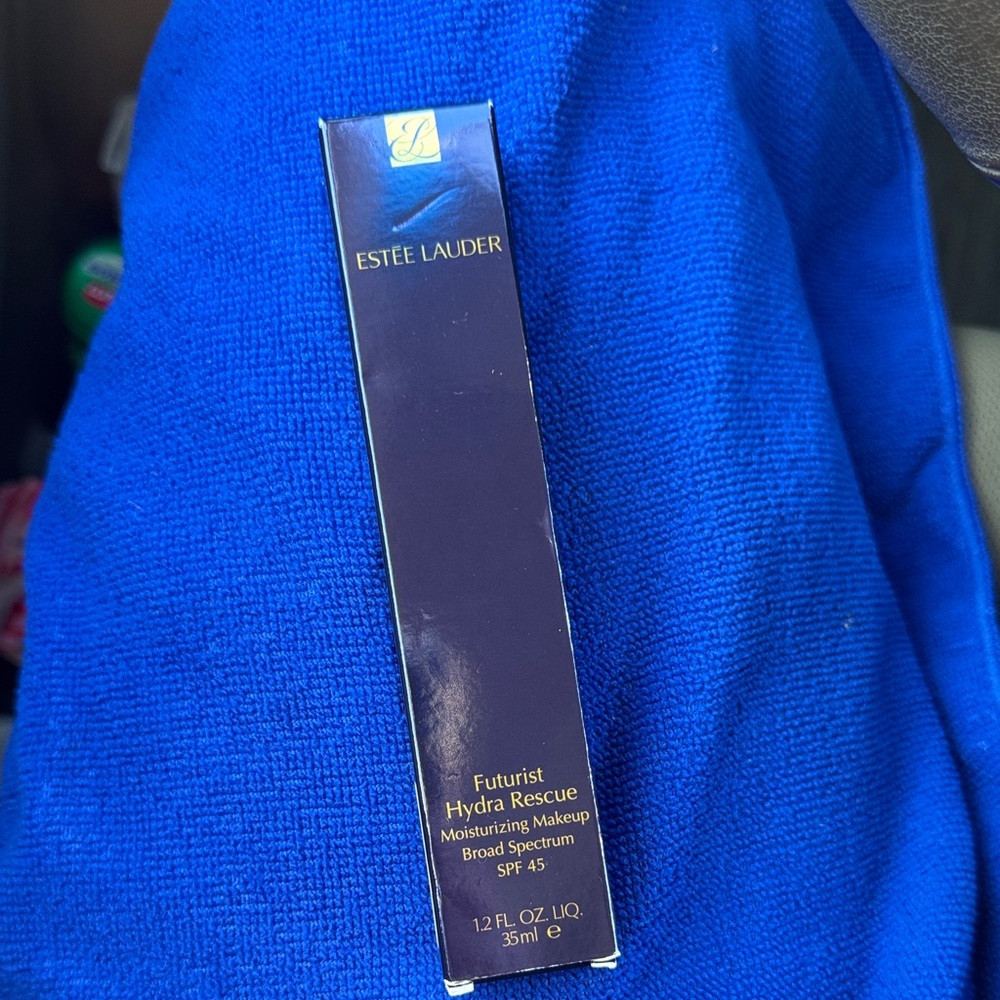 ESTĒE LAUDER
Futurist
Hydra Rescue
Moisturizing Makeup
Broad Spectrum
SPF 45
1.2 FL. OZ. LIQ.
35ml e